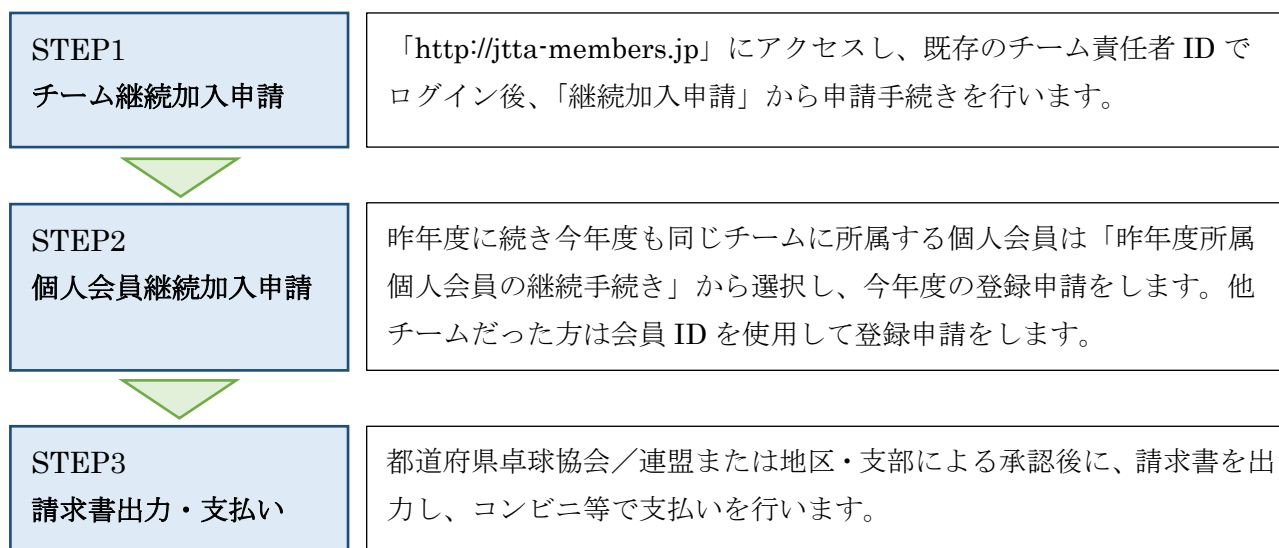 STEP1
チーム継続加入申請
「http://jtta-members.jp」にアクセスし、既存のチーム責任者 ID で
ログイン後、「継続加入申請」から申請手続きを行います。
STEP2
個人会員継続加入申請
昨年度に続き今年度も同じチームに所属する個人会員は「昨年度所属
個人会員の継続手続き」から選択し、今年度の登録申請をします。他
チームだった方は会員 ID を使用して登録申請をします。
STEP3
請求書出力・支払い
都道府県卓球協会／連盟または地区・支部による承認後に、請求書を出
力し、コンビニ等で支払いを行います。